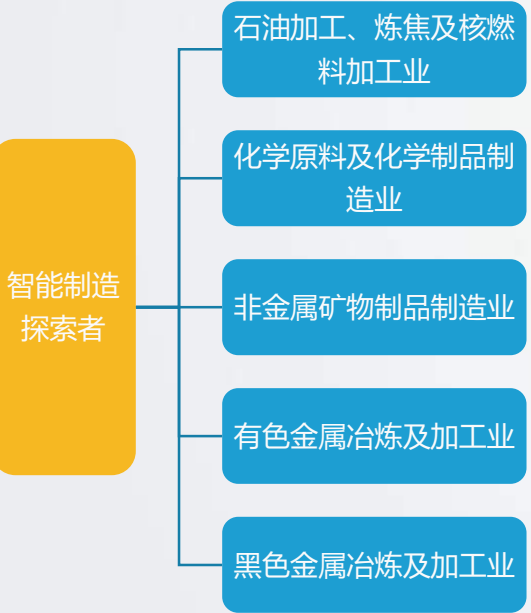 智能制造
探索者
石油加工、炼焦及核燃
料加工业
化学原料及化学制品制
造业
非金属矿物制品制造业
有色金属冶炼及加工业
黑色金属冶炼及加工业